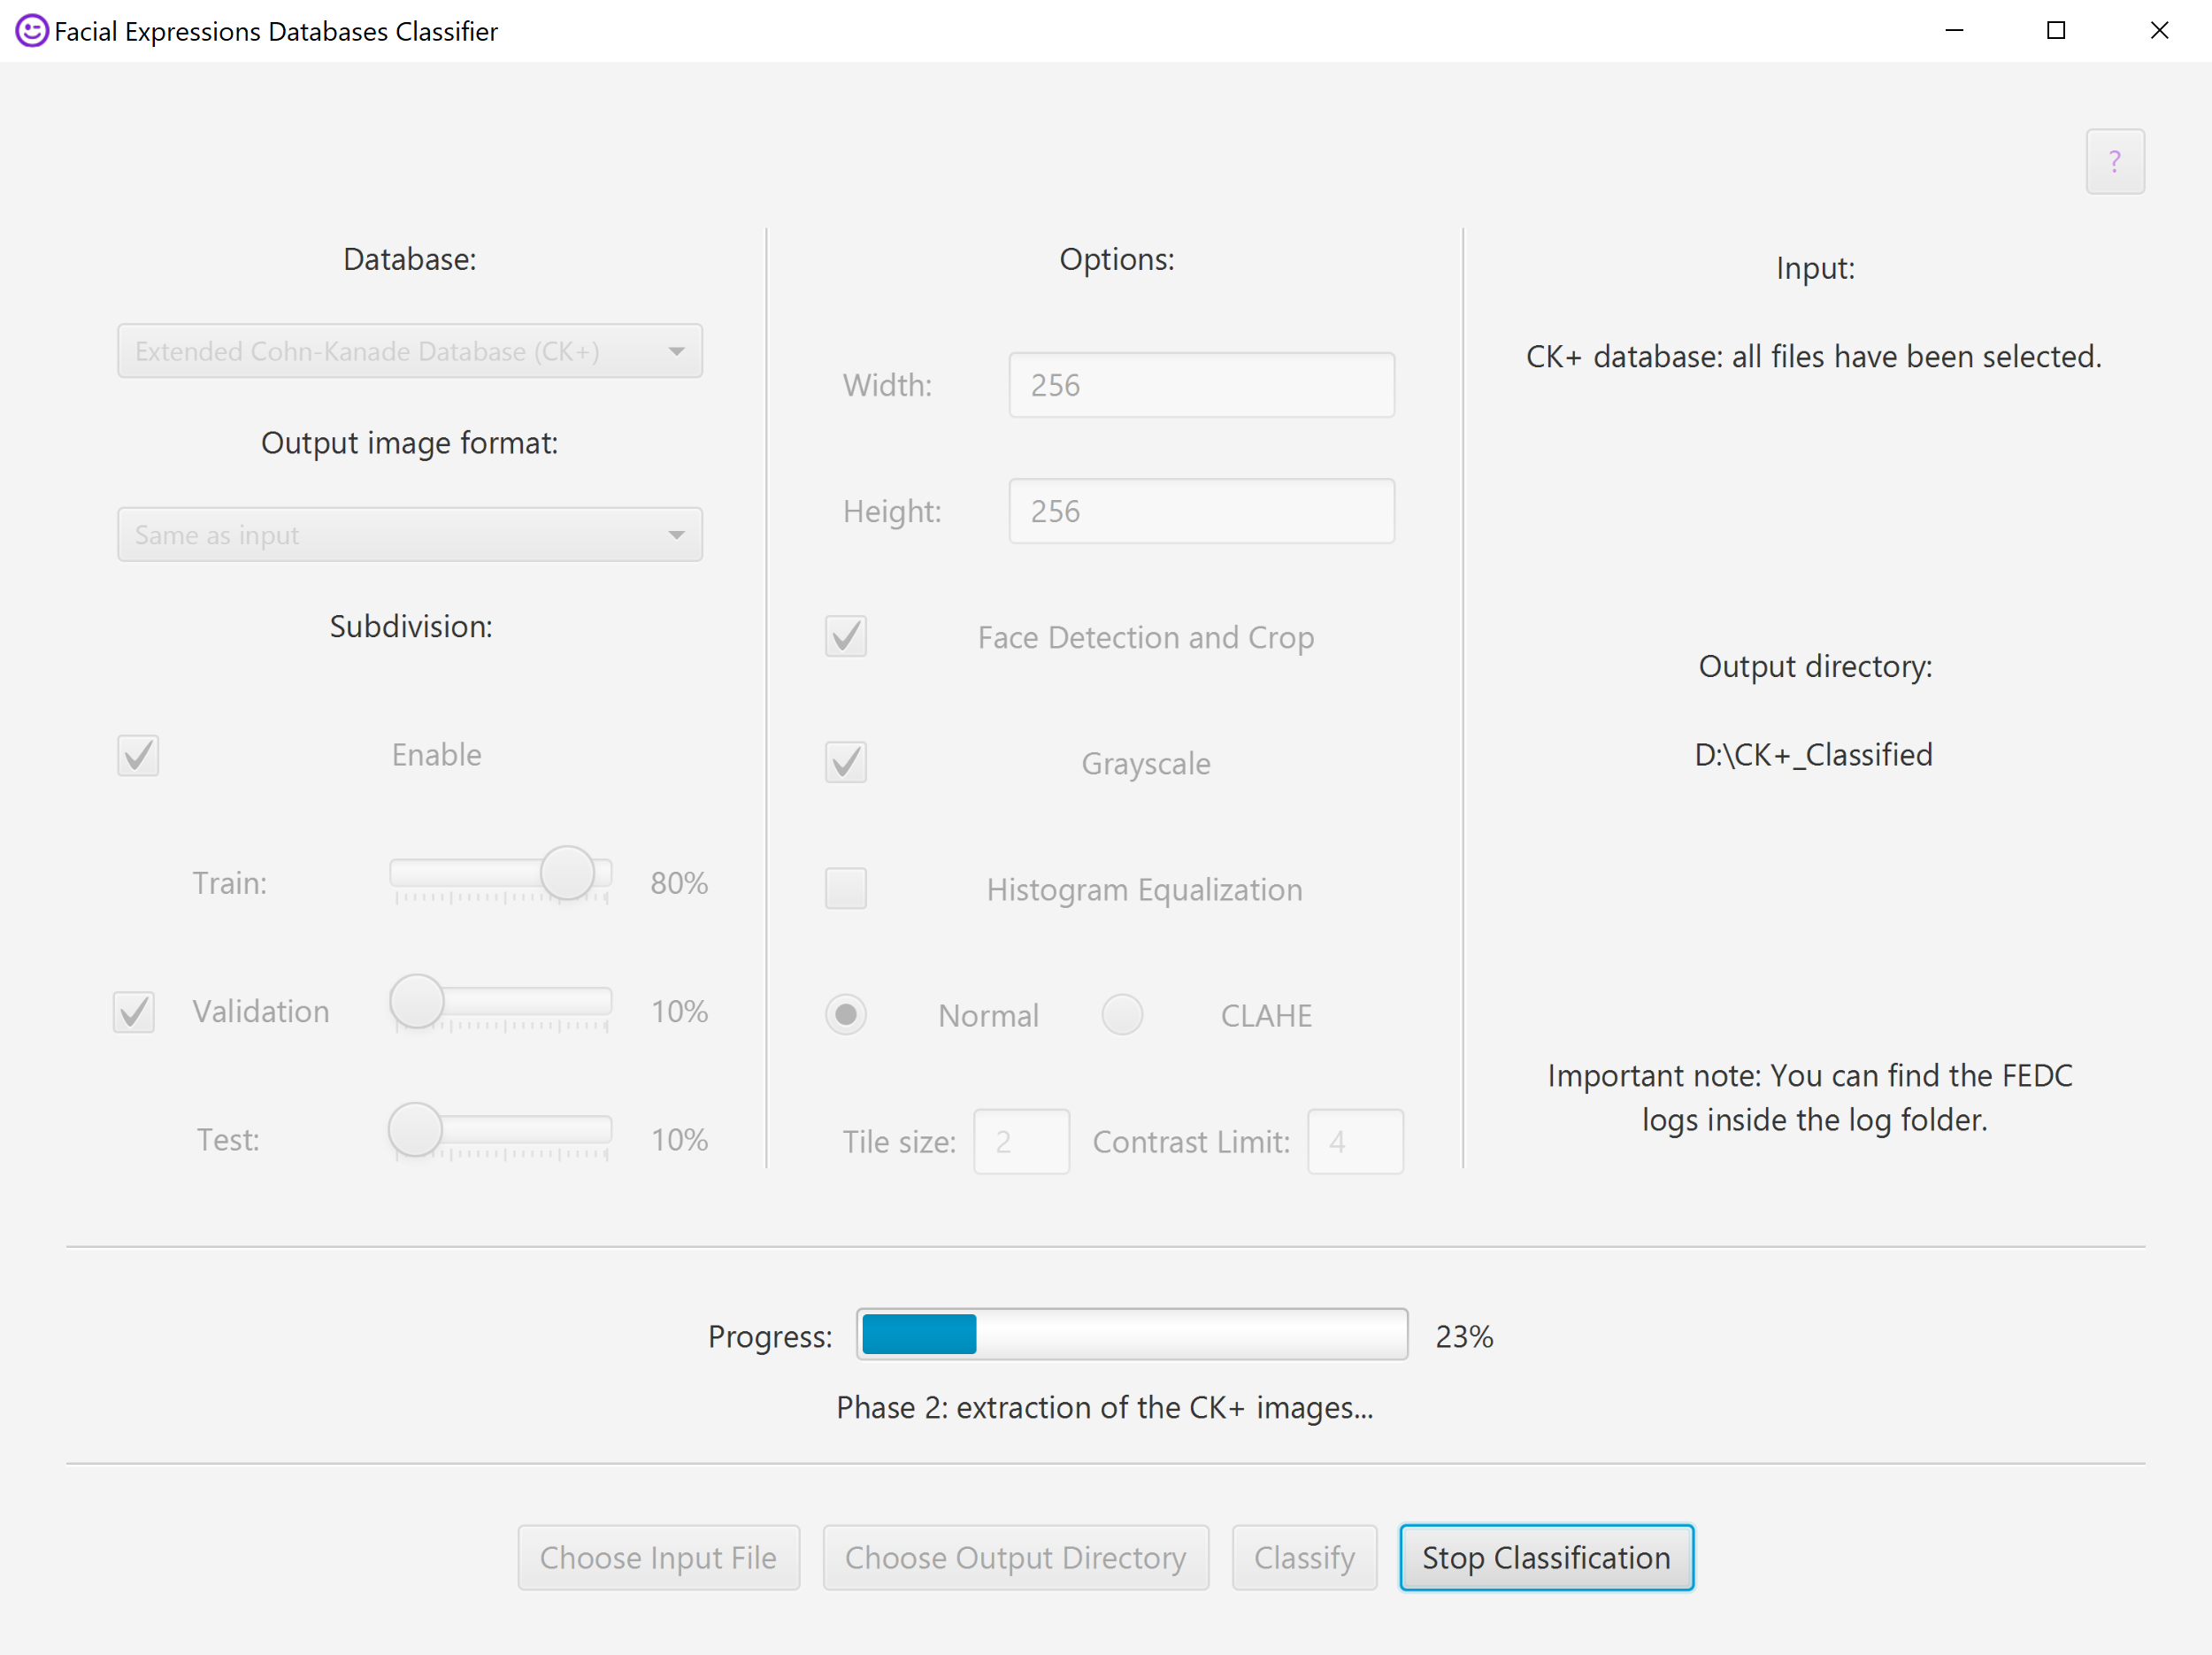 Facial Expressions Databases Classifier
?
Database:
Extended Cohn-Kanade Database (CK+)
Output image format:
Same as input
Subdivision:
Enable
Train: 80%
Validation 10%
Test: 10%
Options:
Width: 256
Height: 256
Face Detection and Crop
Grayscale
Histogram Equalization
Normal CLAHE
Tile size: 2 Contrast Limit: 4
Input:
CK+ database: all files have been selected.
Output directory:
D:\CK+_Classified
Important note: You can find the FEDC
logs inside the log folder.
Progress: 23%
Phase 2: extraction of the CK+ images...
Choose Input File Choose Output Directory Classify Stop Classification